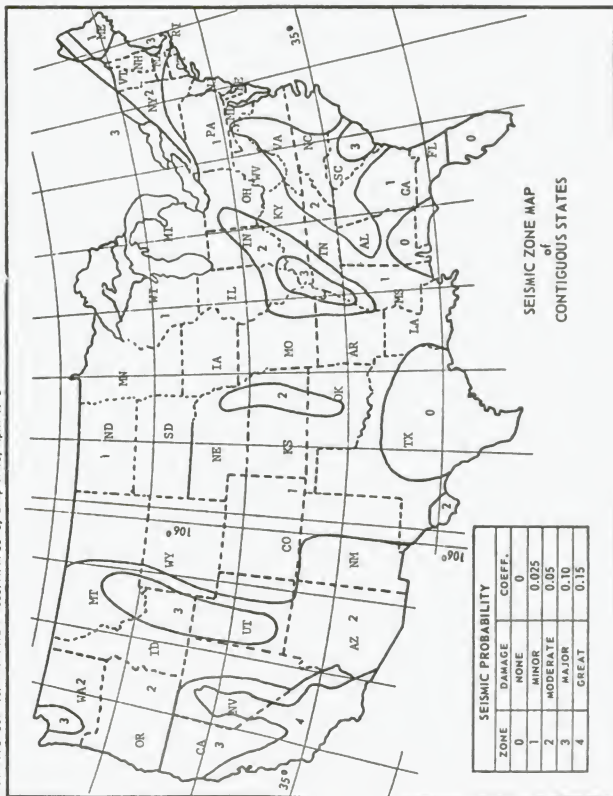 SEISMIC ZONE MAP
of
CONTIGUOUS STATES
SEISMIC PROBABILITY
ZONE DAMAGE COEFF.
0 NONE 0
1 MINOR 0.025
2 MODERATE 0.05
3 MAJOR 0.10
4 GREAT 0.15
WA 2
3
OR
CA
3
4
NV
ID
2
MT
3
UT
AZ 2
WY
CO
NM
1
106°
106°
35°
35°
ND
1
SD
NE
KS
2
OK
TX
0
2
MN
IA
MO
AR
LA
WI
1
IL
MI
IN
2
3
OH
KY
TN
MS
1
AL
0
GA
1
FL
0
SC
3
NC
2
VA
WV
PA
1
NY 2
3
VT
NH
ME
1
3
RI